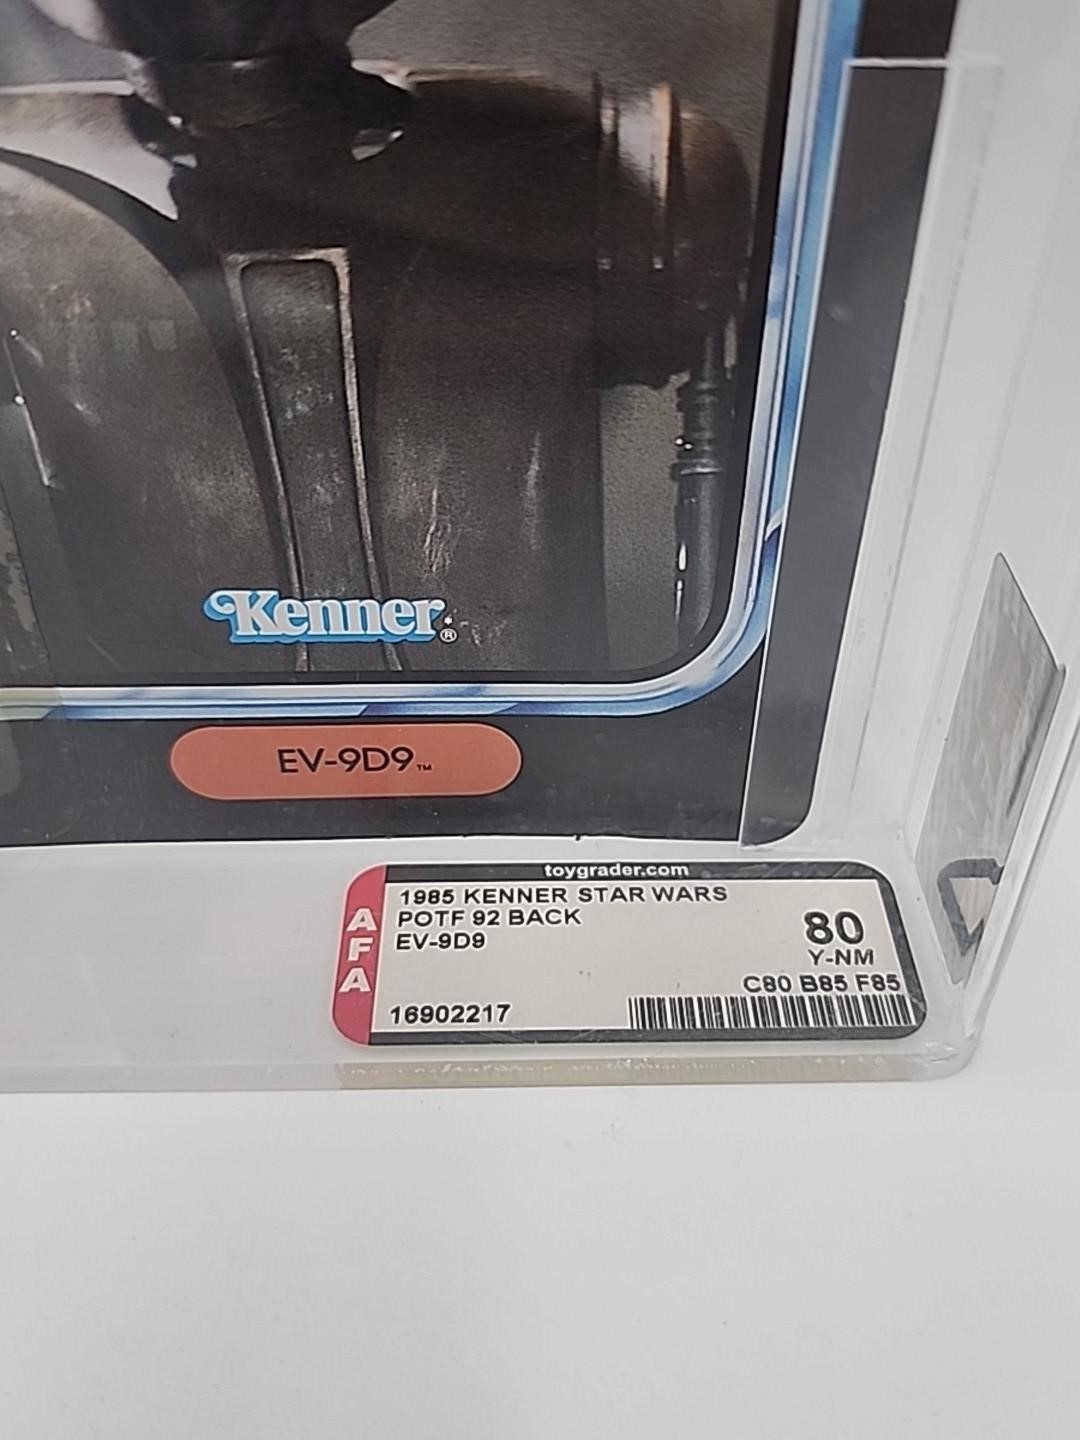 Kenner®
EV-9D9™
toygrader.com
AFA
1985 KENNER STAR WARS
POTF 92 BACK
EV-9D9
80
Y-NM
C80 B85 F85
16902217